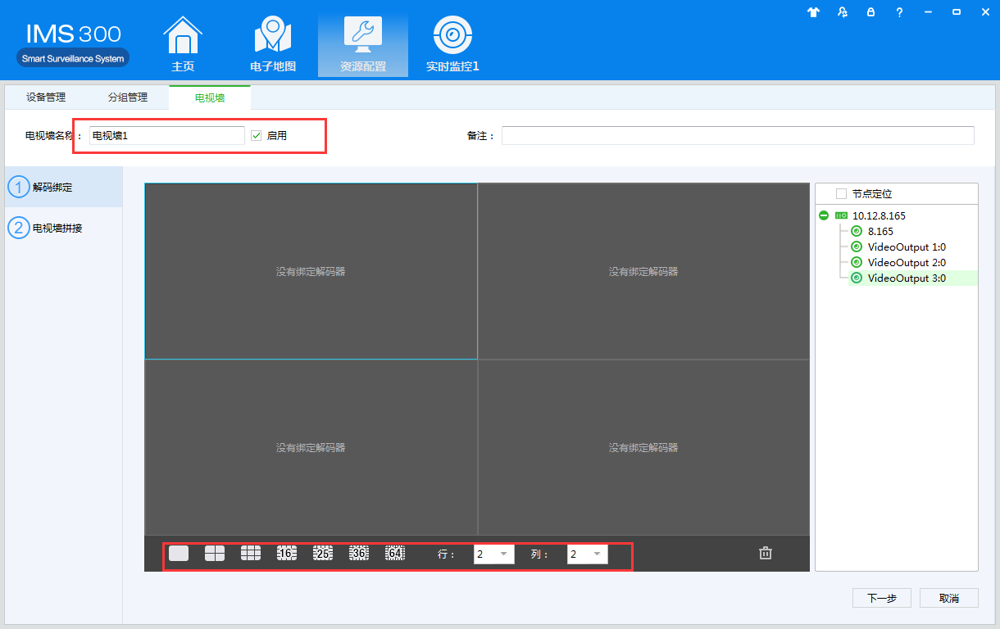 IMS 300
Smart Surveillance System
主页
电子地图
资源配置
实时监控1
?
设备管理
分组管理
电视墙
电视墙名称：
电视墙1
启用
备注：
1 解码绑定
2 电视墙拼接
没有绑定解码器
没有绑定解码器
没有绑定解码器
没有绑定解码器
16 25 36 64 行： 2 列： 2
节点定位
10.12.8.165
8.165
VideoOutput 1:0
VideoOutput 2:0
VideoOutput 3:0
下一步
取消